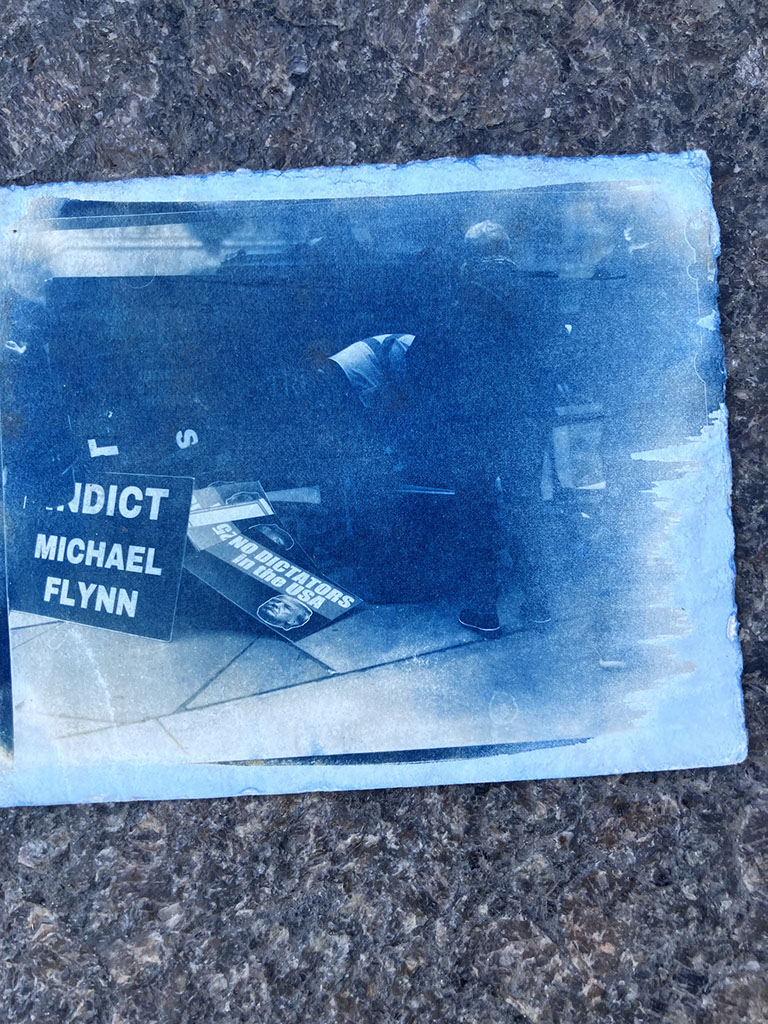 S
NDICT
MICHAEL
FLYNN
NO DICTATORS
in the USA